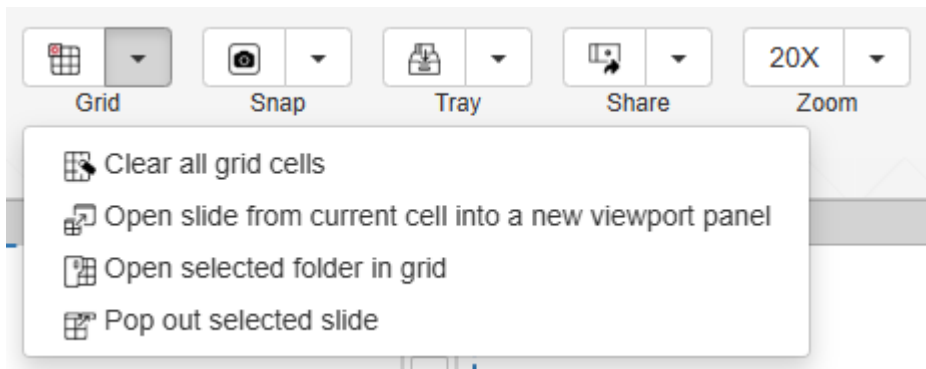 20X
Grid Snap Tray Share Zoom
Clear all grid cells
Open slide from current cell into a new viewport panel
Open selected folder in grid
Pop out selected slide